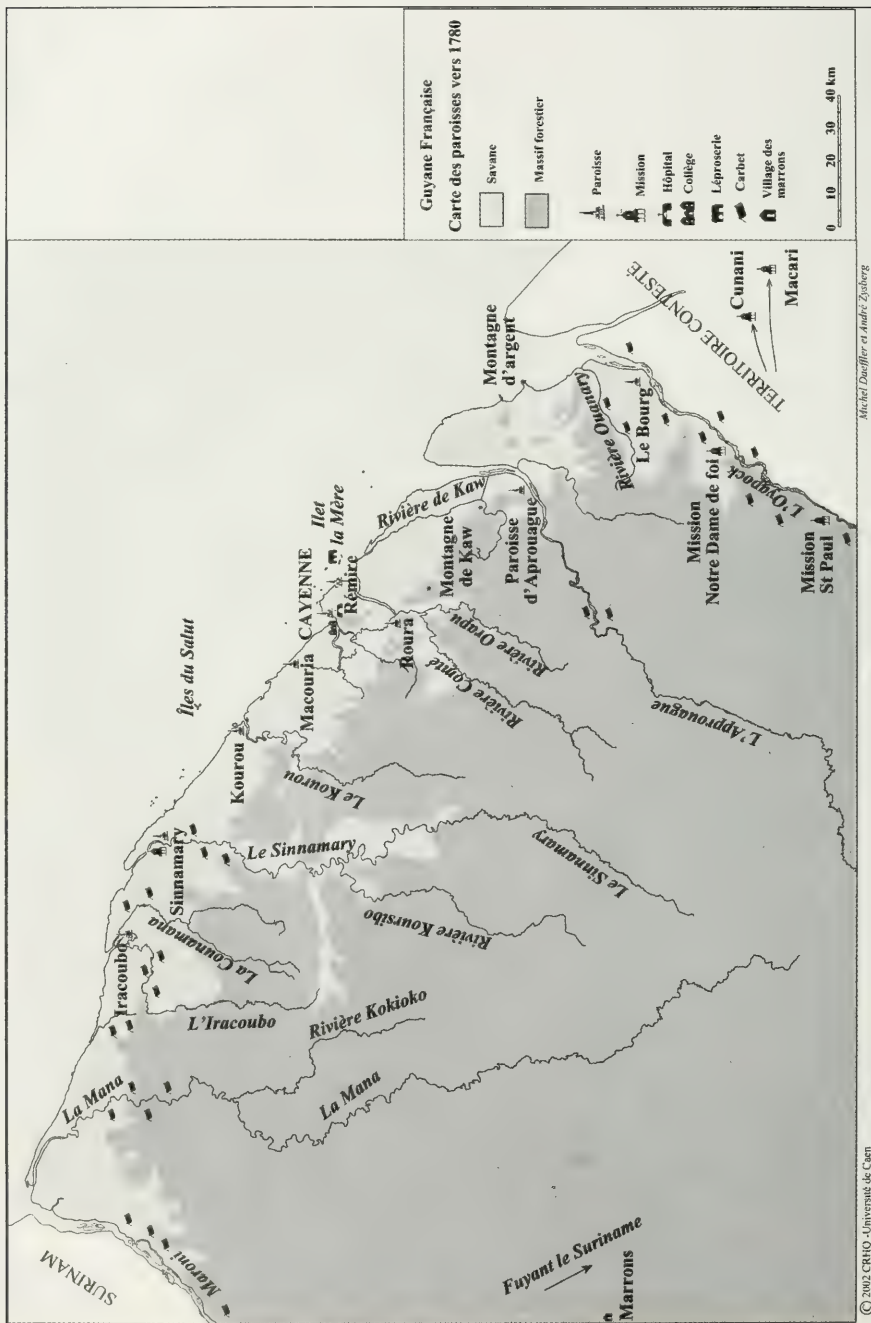 Guyane Française
Carte des paroisses vers 1780
Savane
Massif forestier
Paroisse
Mission
Hôpital
Collège
Léproserie
Carbet
Village des
marrons
0 10 20 30 40 km
SURINAM
Maroni
La Mana
La Mana
Rivière Kokioko
L'Iracoubo
Iracoubo
La Counamana
Sinnamary
Le Sinnamary
Le Sinnamary
Rivière Koursibo
Kourou
Le Kourou
Îles du Salut
Macouria
CAYENNE
Rémire
Ilet
la Mère
Roura
Rivière Comté
Rivière Orapu
Rivière de Kaw
Montagne
de Kaw
Paroisse
d'Aprouague
L'Approuague
Montagne
d'argent
Rivière Ouanary
Le Bourg
Mission
Notre Dame de foi
L'Oyapock
Mission
St Paul
TERRITOIRE CONTESTÉ
Cunani
Macari
Fuyant le Suriname
Marrons
© 2002 CRHQ -Université de Caen
Michel Daeffler et André Zysberg